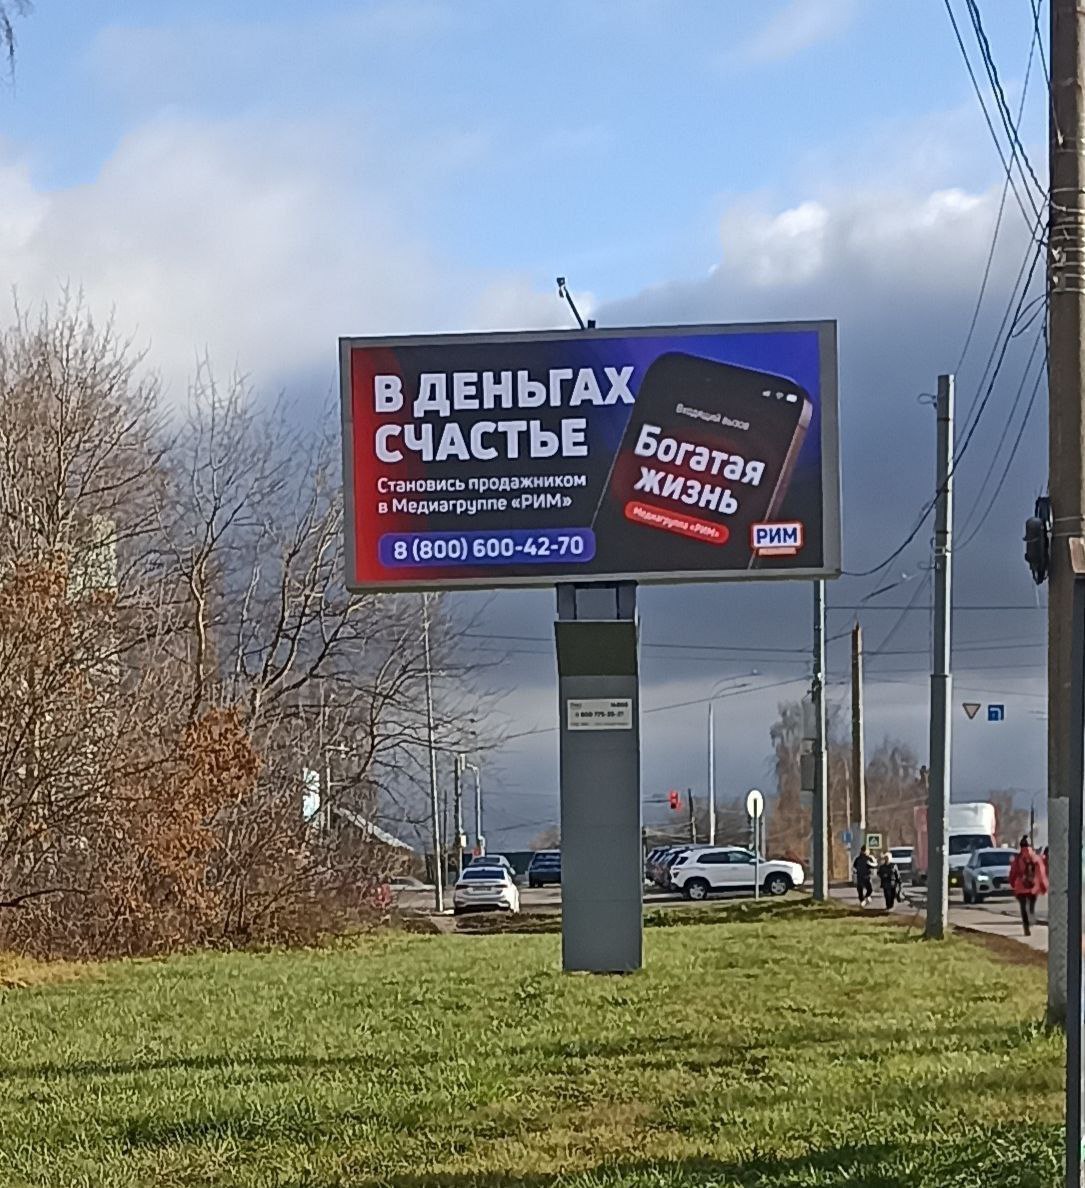 В ДЕНЬГАХ
СЧАСТЬЕ
Становись продажником
в Медиагруппе «РИМ»
8 (800) 600-42-70
Входящий вызов
Богатая
жизнь
Медиагруппа «РИМ»
РИМ